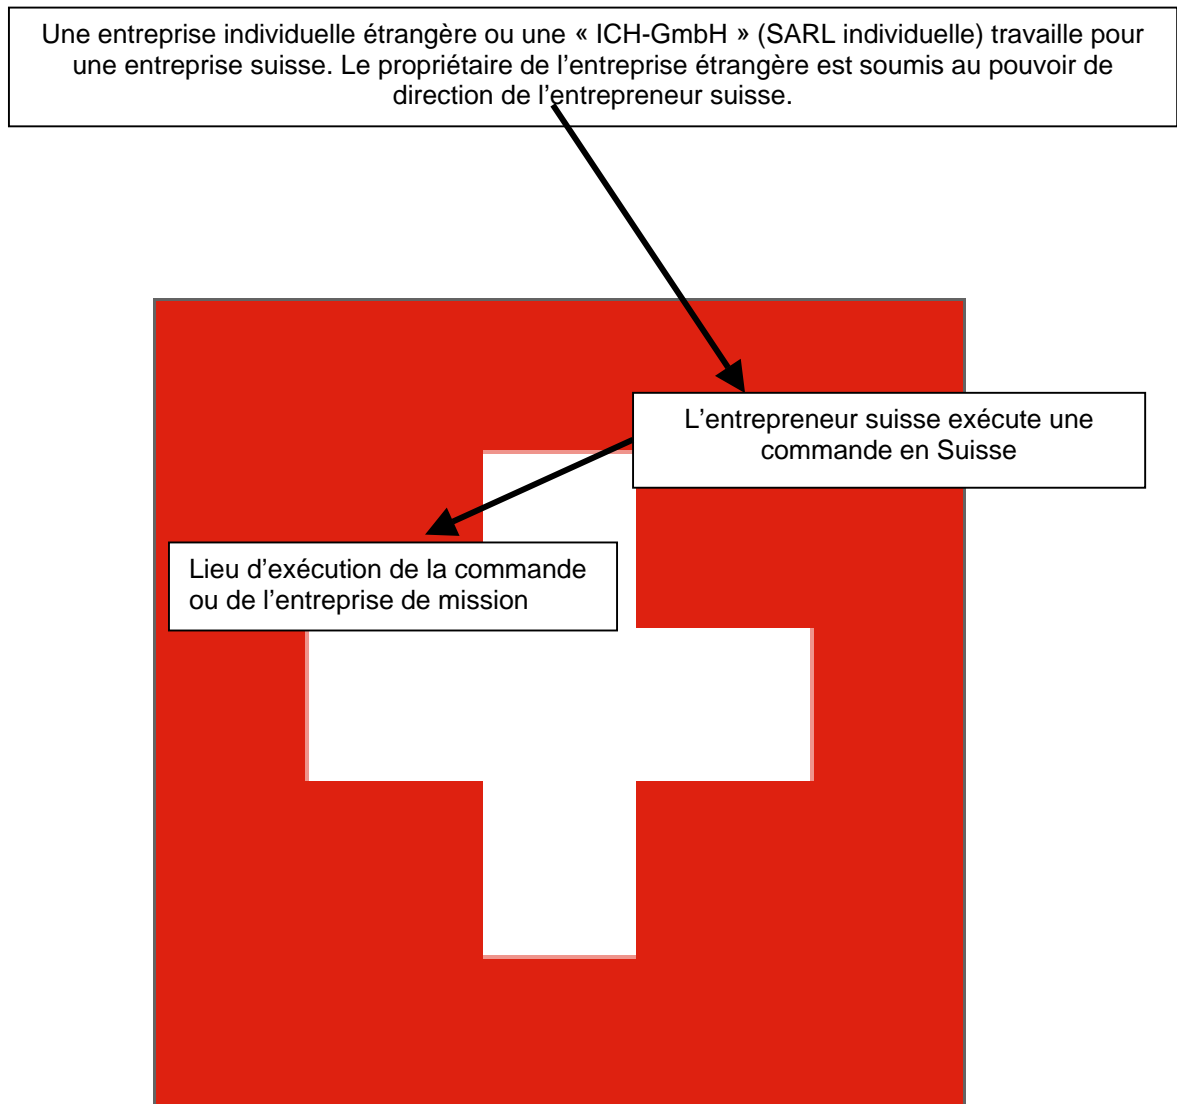 Une entreprise individuelle étrangère ou une « ICH-GmbH » (SARL individuelle) travaille pour
une entreprise suisse. Le propriétaire de l’entreprise étrangère est soumis au pouvoir de
direction de l’entrepreneur suisse.
L’entrepreneur suisse exécute une
commande en Suisse
Lieu d’exécution de la commande
ou de l’entreprise de mission